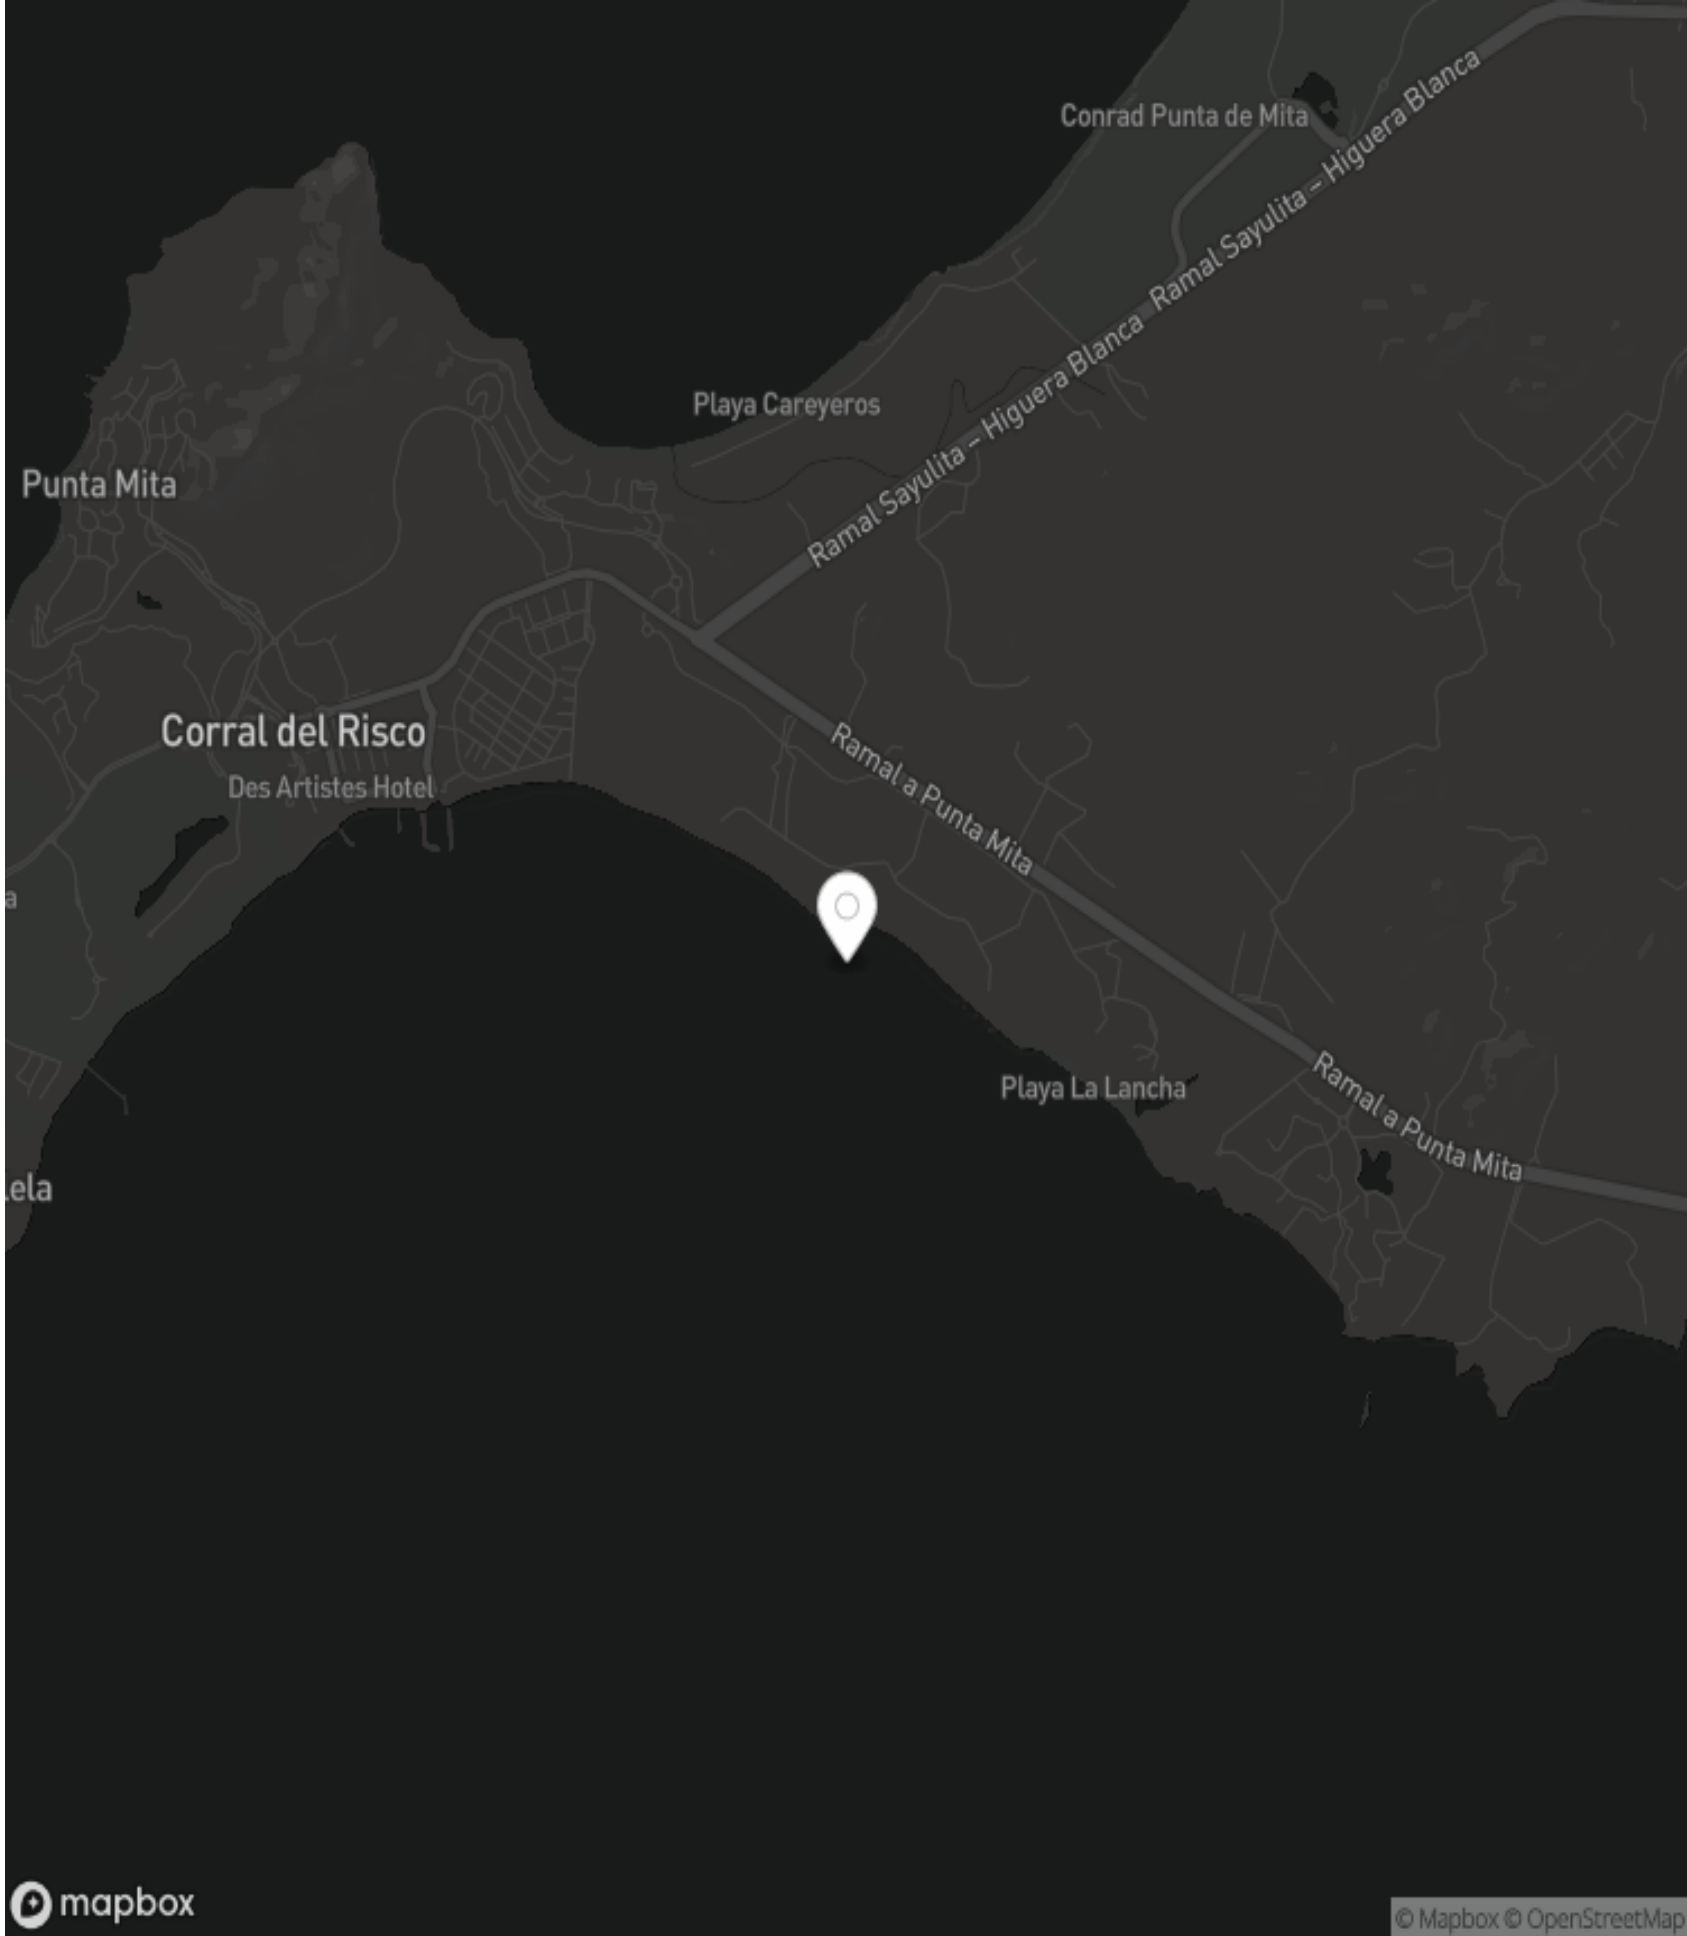 Conrad Punta de Mita
Ramal Sayulita – Higuera Blanca
Ramal Sayulita – Higuera Blanca
Playa Careyeros
Punta Mita
Corral del Risco
Des Artistes Hotel
Ramal a Punta Mita
a
Playa La Lancha
Ramal a Punta Mita
lela
mapbox
© Mapbox © OpenStreetMap